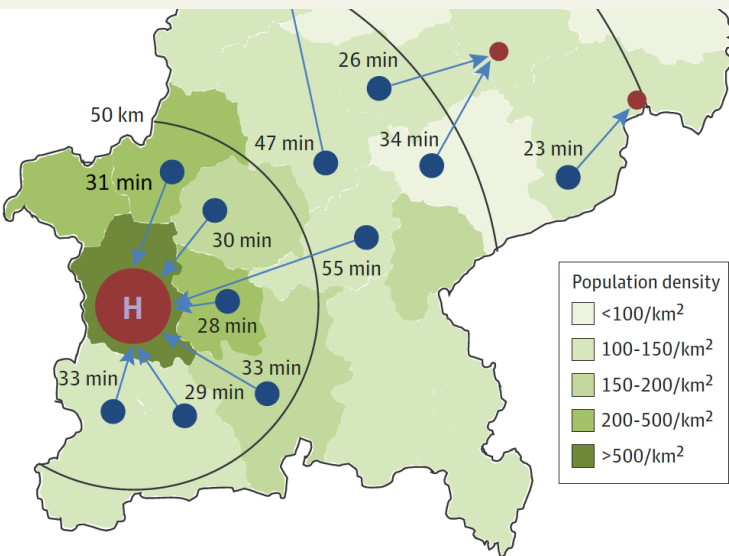 26 min
50 km
47 min
34 min
23 min
31 min
30 min
55 min
H
28 min
33 min
33 min
29 min
Population density
<100/km²
100-150/km²
150-200/km²
200-500/km²
>500/km²